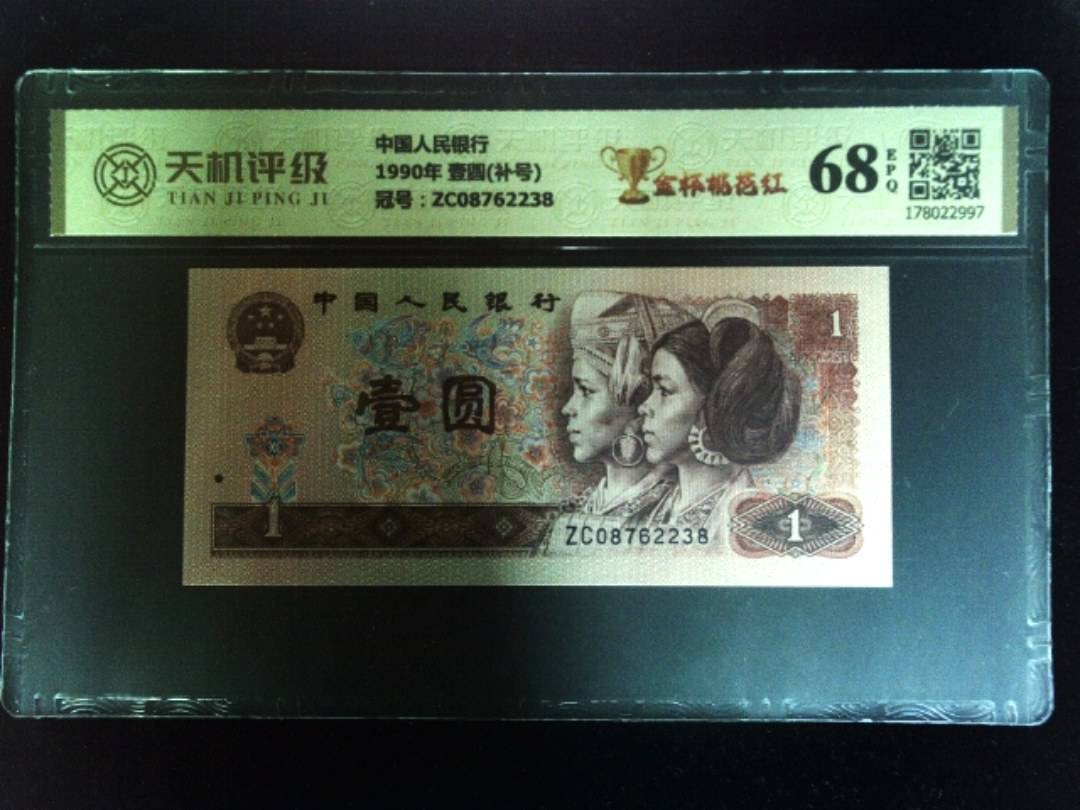 天机评级
TIAN JI PING JI
中国人民银行
1990年 壹圆(补号)
冠号：ZC08762238
金杯桃花红
68
EPQ
178022997
中国人民银行
1
壹圆
1
ZC08762238
1